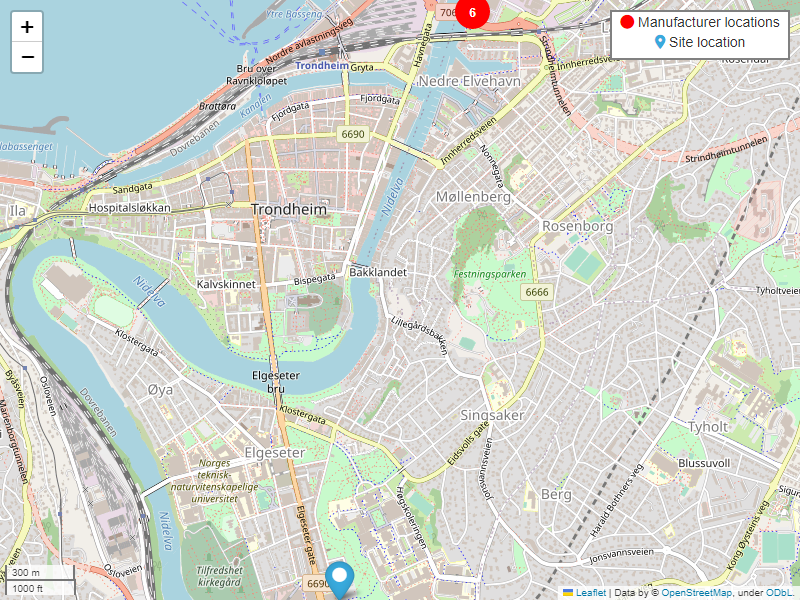 +
−
Ytre Basseng
706
6
Manufacturer locations
Site location
Nordre avlastningsveg
Havnegata
Trondheim
Gryta
Bru over
Ravnkloløpet
Strindheimtunnelen
Innherredsveien
Nedre Elvehavn
Brattøra
Kanalen
Fjordgata
Fjordgata
Dovrebanen
6690
Innherredsveien
Nonnegata
Strindheimtunnelen
Sandgata
Nidelva
Møllenberg
Ila
Hospitalsløkkan
Trondheim
Rosenborg
Bakklandet
Festningsparken
Nidelva
Kalvskinnet
Bispegata
6666
Tyholtveien
Klostergata
Lillegårdsbakken
Elgeseter
bru
Byåsveien
Osloveien
Dovrebanen
Øya
Marienborgtunnelen
Klostergata
Singsaker
Elgeseter
Eidsvolls gate
Tyholt
Norges
teknisk-
naturvitenskapelige
universitet
Jonsvannsveien
Blussuvoll
Høgskoleringen
Berg
Harald Bothners veg
Elgeseter gate
Nidelva
Kong Øysteins veg
Jonsvannsveien
Osloveien
Tilfredshet
kirkegård
6690
300 m
1000 ft
Leaflet | Data by © OpenStreetMap, under ODbL.